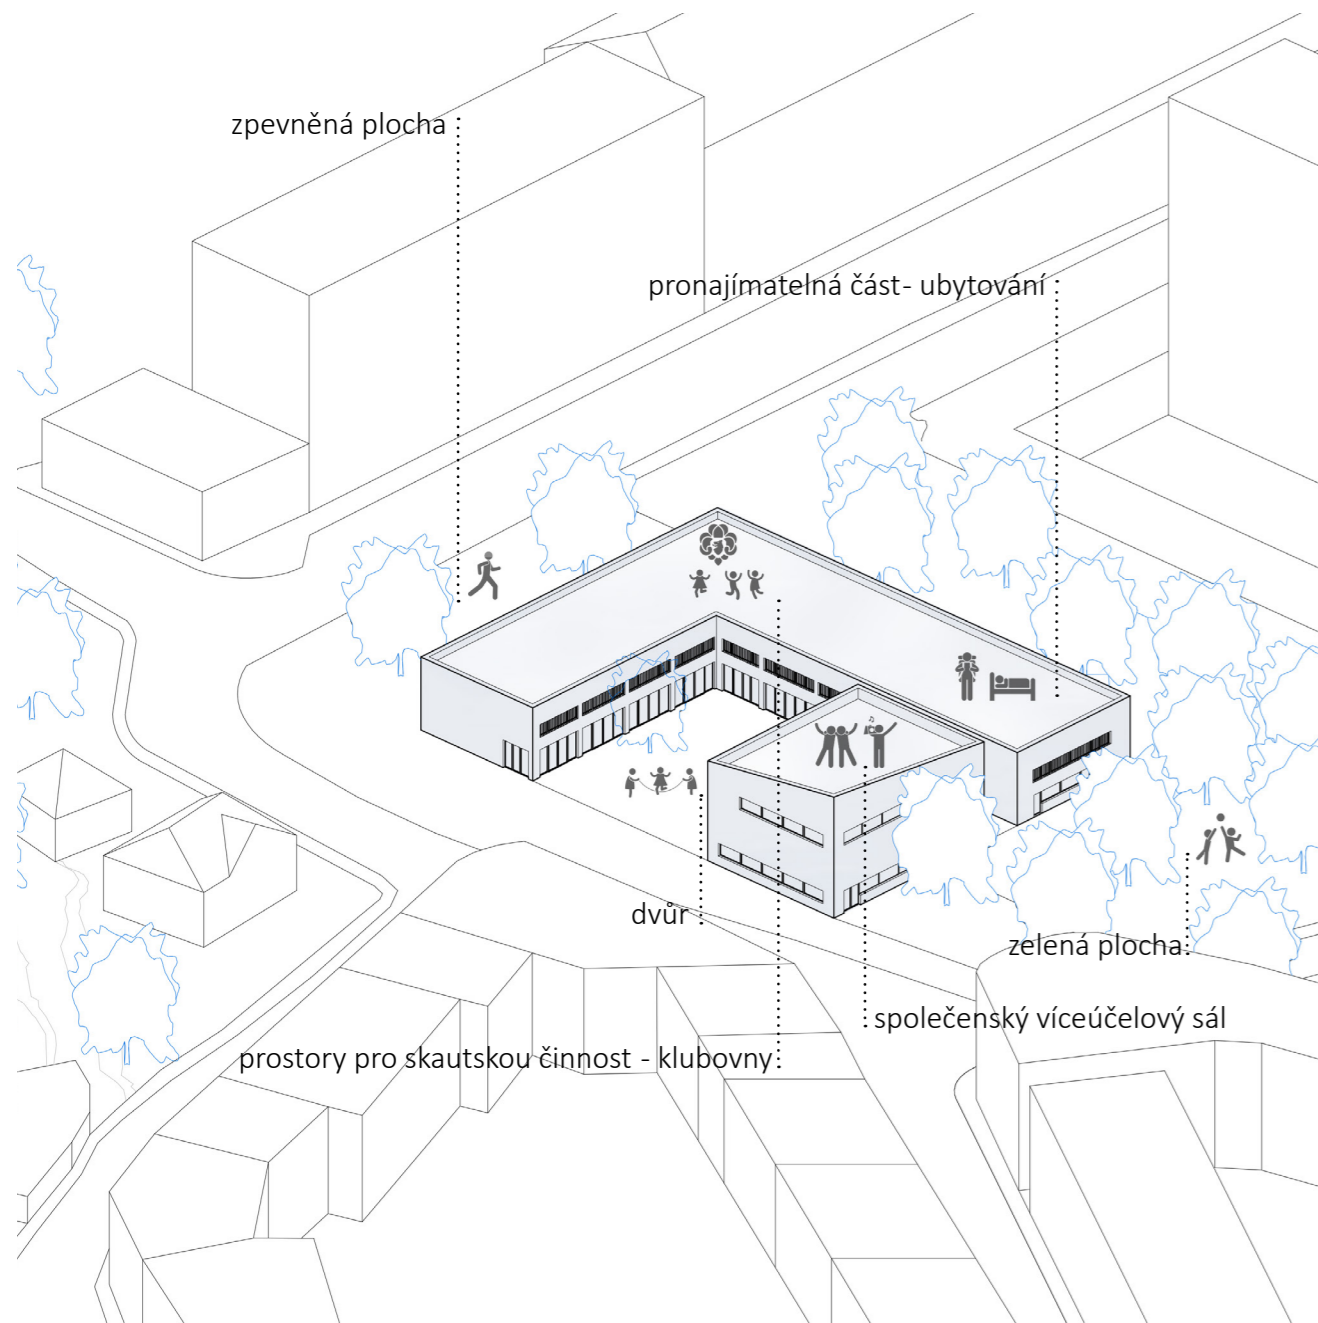 zpevněná plocha
pronajímatelná část- ubytování
dvůr
zelená plocha
společenský víceúčelový sál
prostory pro skautskou činnost - klubovny